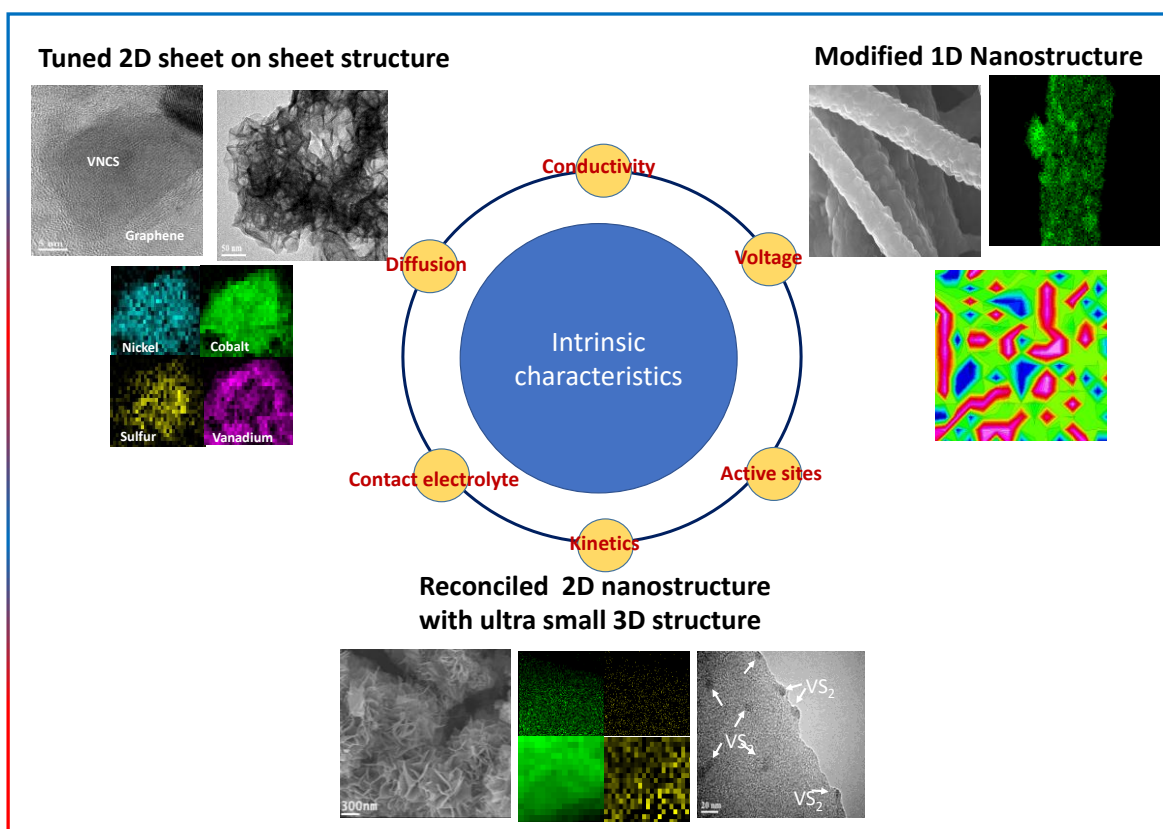 Tuned 2D sheet on sheet structure
Modified 1D Nanostructure
VNCS
Graphene
5 nm
50 nm
Nickel
Cobalt
Sulfur
Vanadium
Conductivity
Diffusion
Voltage
Intrinsic
characteristics
Contact electrolyte
Active sites
Kinetics
Reconciled 2D nanostructure
with ultra small 3D structure
300nm
VS₂
VS₂
VS₂
20 nm